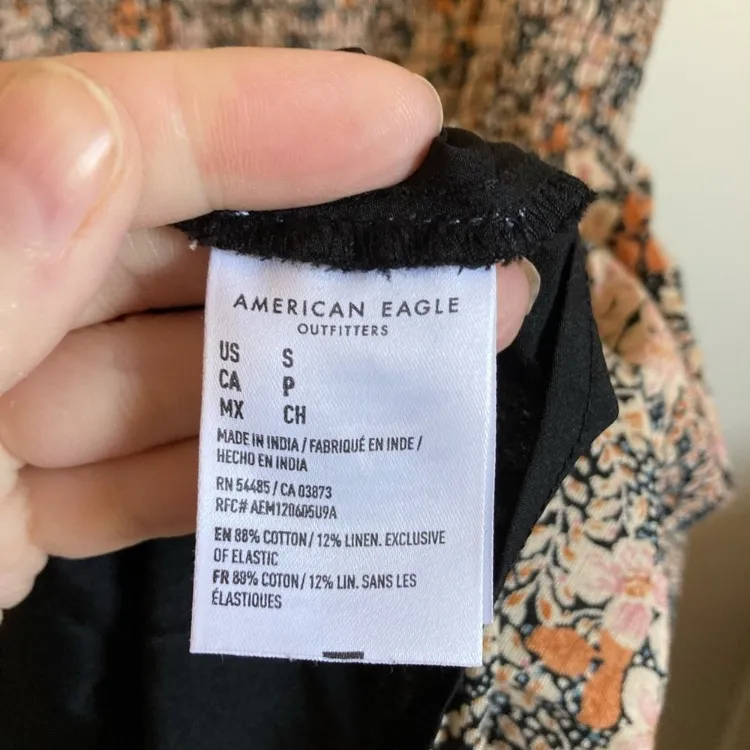 AMERICAN EAGLE
OUTFITTERS
US S
CA P
MX CH
MADE IN INDIA / FABRIQUÉ EN INDE /
HECHO EN INDIA
RN 54485 / CA 03873
RFC# AEM120605U9A
EN 88% COTTON / 12% LINEN. EXCLUSIVE
OF ELASTIC
FR 88% COTON / 12% LIN. SANS LES
ÉLASTIQUES